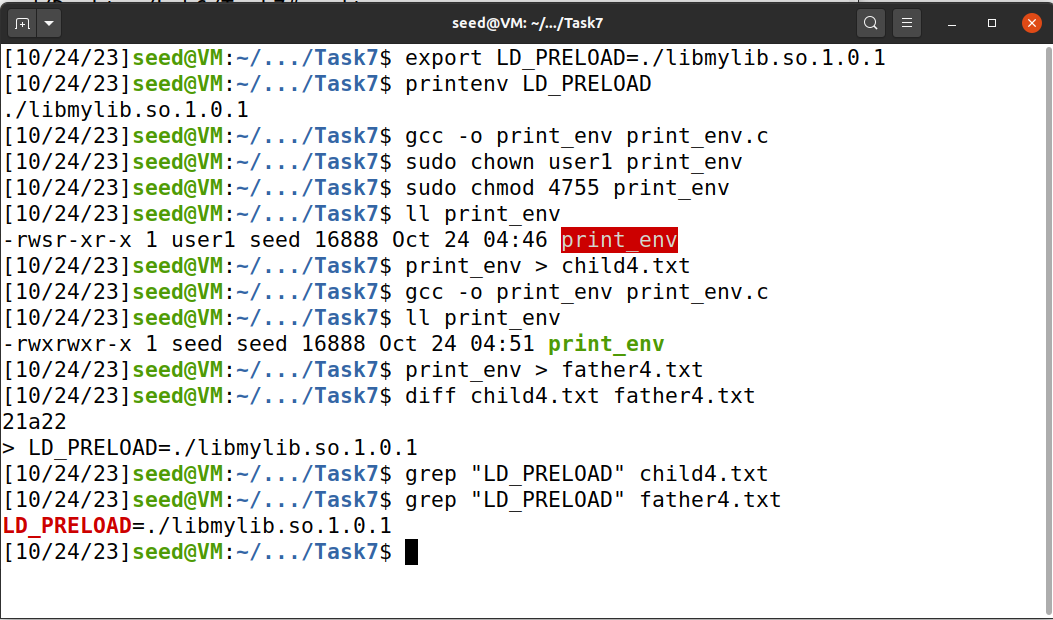 seed@VM: ~/.../Task7
[10/24/23]seed@VM:~/.../Task7$ export LD_PRELOAD=./libmylib.so.1.0.1
[10/24/23]seed@VM:~/.../Task7$ printenv LD_PRELOAD
./libmylib.so.1.0.1
[10/24/23]seed@VM:~/.../Task7$ gcc -o print_env print_env.c
[10/24/23]seed@VM:~/.../Task7$ sudo chown user1 print_env
[10/24/23]seed@VM:~/.../Task7$ sudo chmod 4755 print_env
[10/24/23]seed@VM:~/.../Task7$ ll print_env
-rwsr-xr-x 1 user1 seed 16888 Oct 24 04:46 print_env
[10/24/23]seed@VM:~/.../Task7$ print_env > child4.txt
[10/24/23]seed@VM:~/.../Task7$ gcc -o print_env print_env.c
[10/24/23]seed@VM:~/.../Task7$ ll print_env
-rwxrwxr-x 1 seed seed 16888 Oct 24 04:51 print_env
[10/24/23]seed@VM:~/.../Task7$ print_env > father4.txt
[10/24/23]seed@VM:~/.../Task7$ diff child4.txt father4.txt
21a22
> LD_PRELOAD=./libmylib.so.1.0.1
[10/24/23]seed@VM:~/.../Task7$ grep "LD_PRELOAD" child4.txt
[10/24/23]seed@VM:~/.../Task7$ grep "LD_PRELOAD" father4.txt
LD_PRELOAD=./libmylib.so.1.0.1
[10/24/23]seed@VM:~/.../Task7$